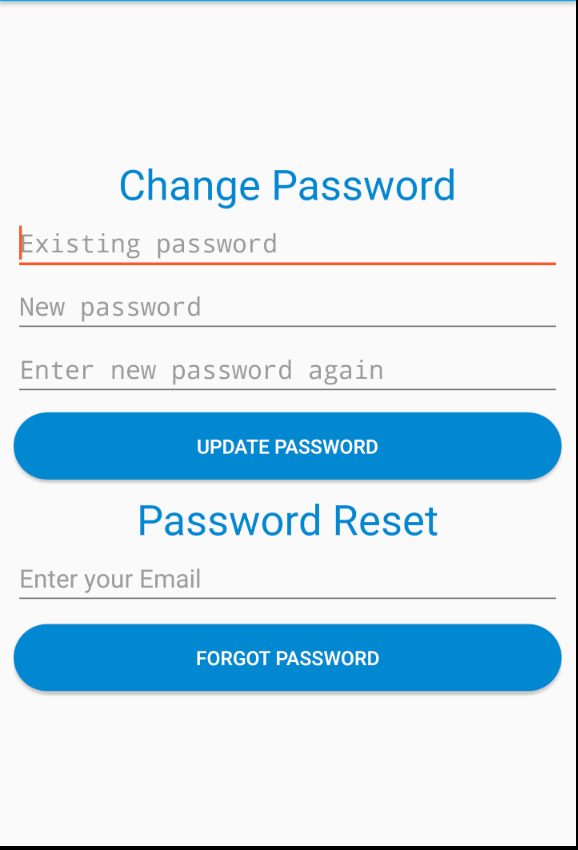 Change Password
Existing password
New password
Enter new password again
UPDATE PASSWORD
Password Reset
Enter your Email
FORGOT PASSWORD